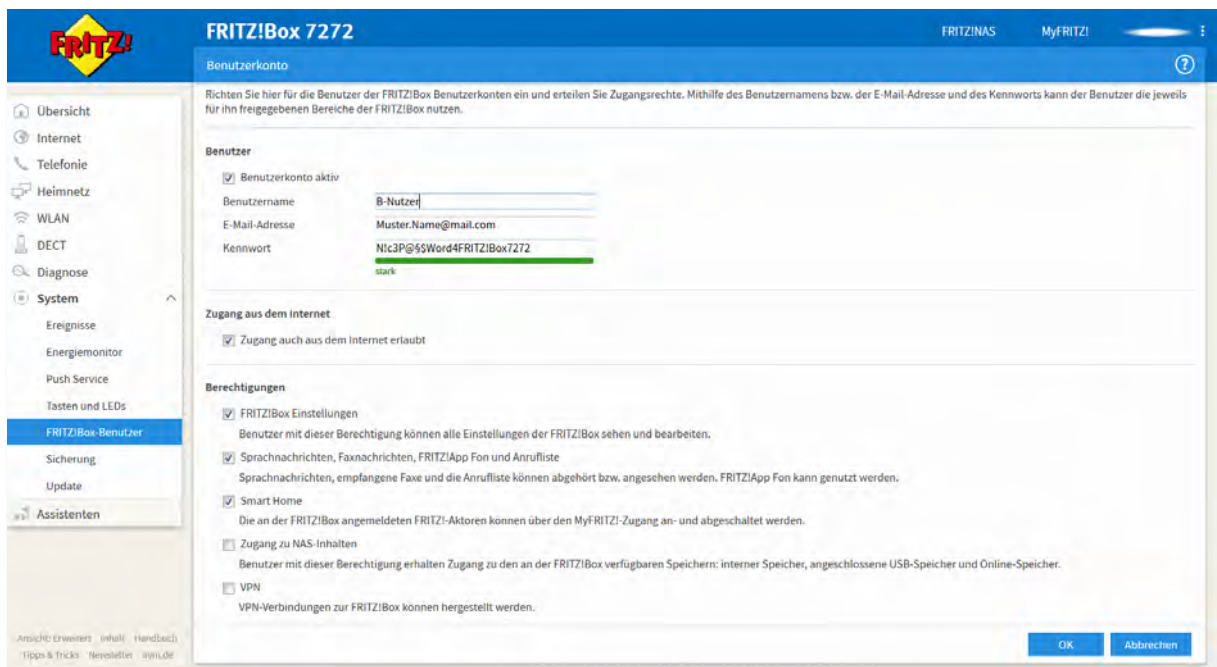 FRITZ!
FRITZ!Box 7272
FRITZ!NAS
MyFRITZ!
Benutzerkonto
Übersicht
Internet
Telefonie
Heimnetz
WLAN
DECT
Diagnose
System
Ereignisse
Energiemonitor
Push Service
Tasten und LEDs
FRITZ!Box-Benutzer
Sicherung
Update
Assistenten
Ansicht: Erweitert Inhalt Handbuch
Tipps & Tricks Newsletter avm.de
Richten Sie hier für die Benutzer der FRITZ!Box Benutzerkonten ein und erteilen Sie Zugangsrechte. Mithilfe des Benutzernamens bzw. der E-Mail-Adresse und des Kennworts kann der Benutzer die jeweils
für ihn freigegebenen Bereiche der FRITZ!Box nutzen.
Benutzer
Benutzerkonto aktiv
Benutzername B-Nutzer
E-Mail-Adresse Muster.Name@mail.com
Kennwort N!c3P@§$Word4FRITZ!Box7272
stark
Zugang aus dem Internet
Zugang auch aus dem Internet erlaubt
Berechtigungen
FRITZ!Box Einstellungen
Benutzer mit dieser Berechtigung können alle Einstellungen der FRITZ!Box sehen und bearbeiten.
Sprachnachrichten, Faxnachrichten, FRITZ!App Fon und Anrufliste
Sprachnachrichten, empfangene Faxe und die Anrufliste können abgehört bzw. angesehen werden. FRITZ!App Fon kann genutzt werden.
Smart Home
Die an der FRITZ!Box angemeldeten FRITZ!-Aktoren können über den MyFRITZ!-Zugang an- und abgeschaltet werden.
Zugang zu NAS-Inhalten
Benutzer mit dieser Berechtigung erhalten Zugang zu den an der FRITZ!Box verfügbaren Speichern: interner Speicher, angeschlossene USB-Speicher und Online-Speicher.
VPN
VPN-Verbindungen zur FRITZ!Box können hergestellt werden.
OK
Abbrechen